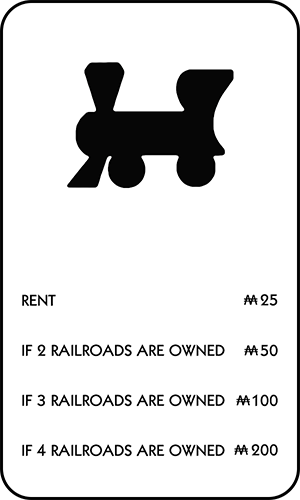 RENT ₩25
IF 2 RAILROADS ARE OWNED ₩50
IF 3 RAILROADS ARE OWNED ₩100
IF 4 RAILROADS ARE OWNED ₩200